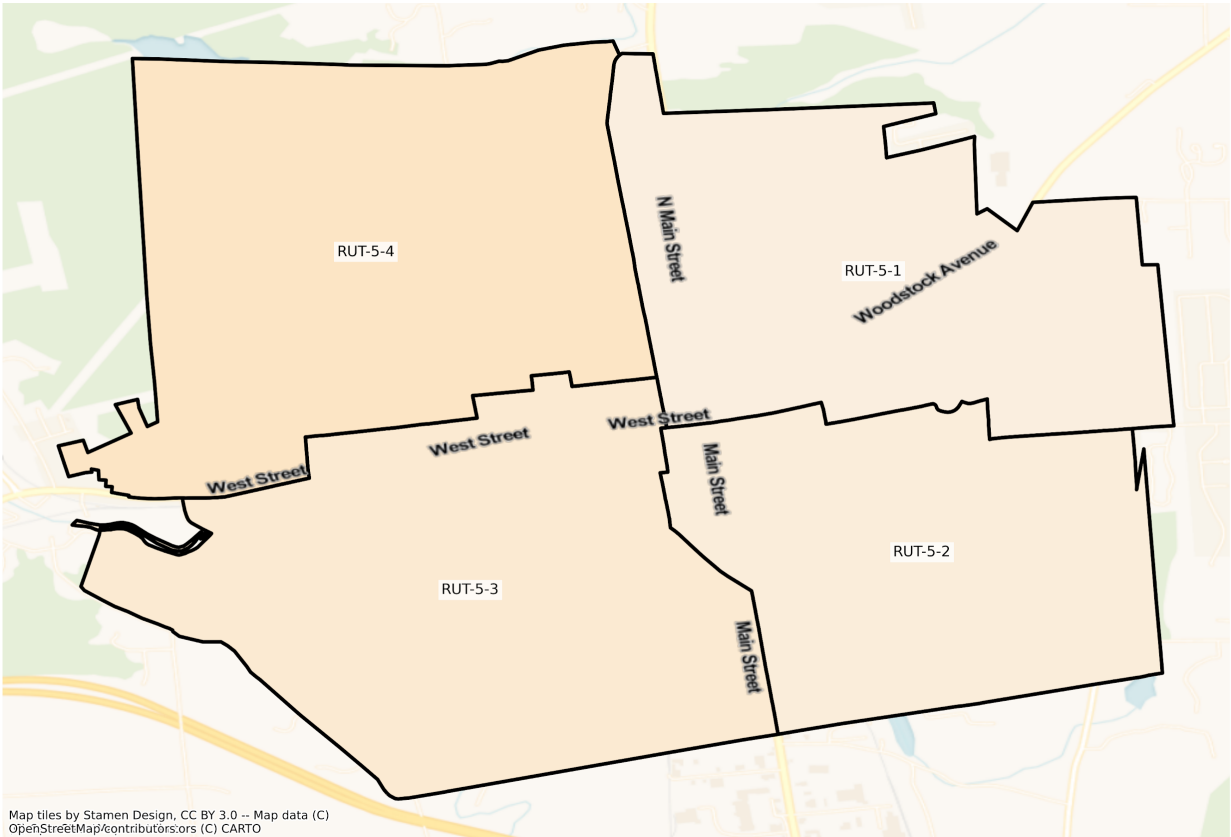 N Main Street
RUT-5-4
RUT-5-1
Woodstock Avenue
West Street
West Street
West Street
Main Street
RUT-5-2
RUT-5-3
Main Street
Map tiles by Stamen Design, CC BY 3.0 -- Map data (C)
OpenStreetMap contributors (C) CARTO